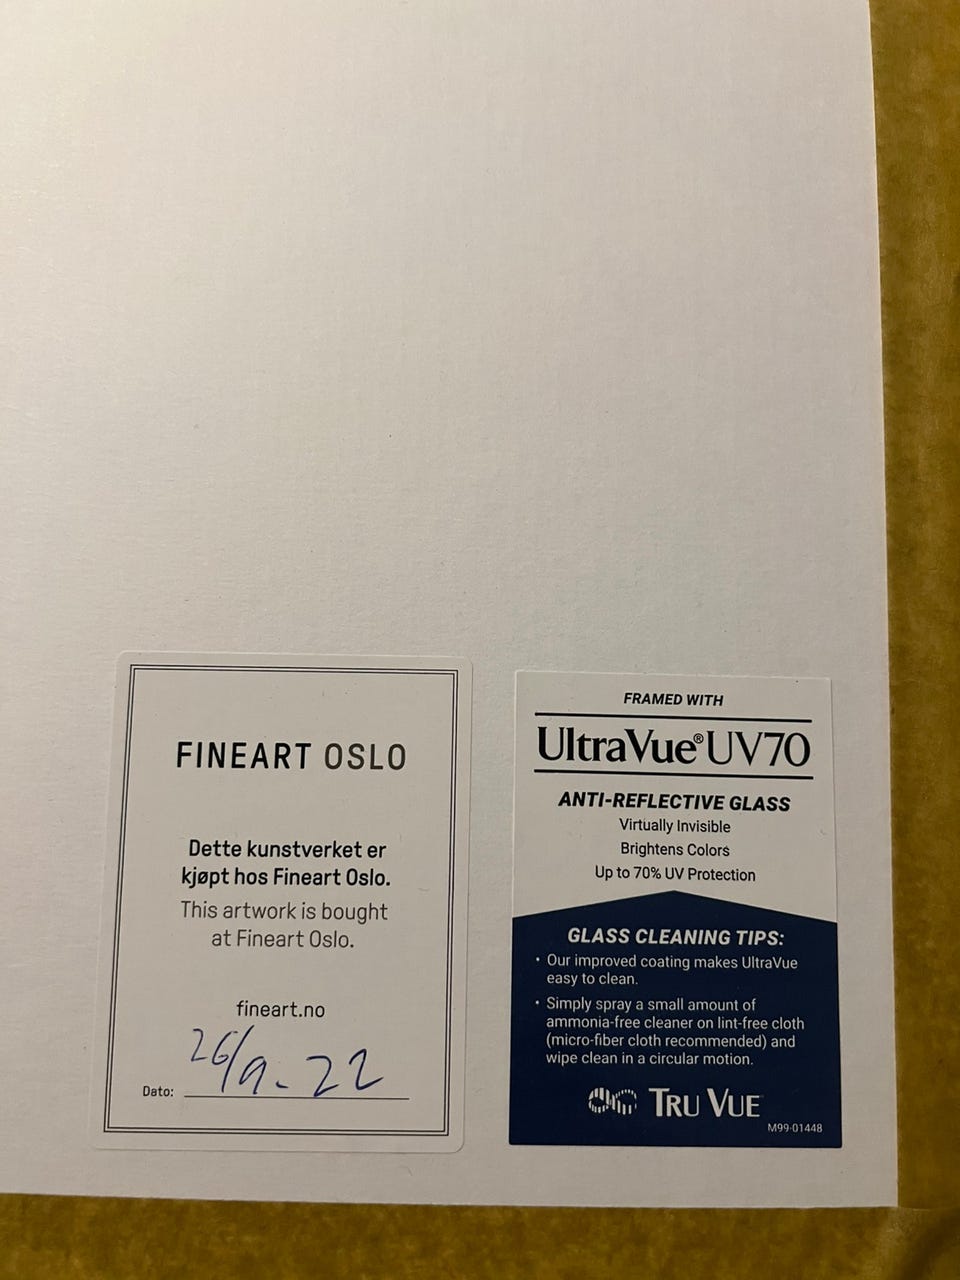 FINEART OSLO
Dette kunstverket er
kjøpt hos Fineart Oslo.
This artwork is bought
at Fineart Oslo.
fineart.no
26/9-22
Dato:
FRAMED WITH
UltraVue® UV70
ANTI-REFLECTIVE GLASS
Virtually Invisible
Brightens Colors
Up to 70% UV Protection
GLASS CLEANING TIPS:
• Our improved coating makes UltraVue
easy to clean.
• Simply spray a small amount of
ammonia-free cleaner on lint-free cloth
(micro-fiber cloth recommended) and
wipe clean in a circular motion.
TRU VUE
M99-01448